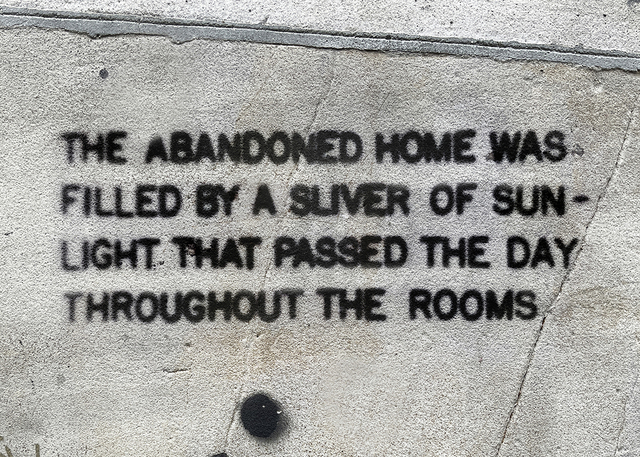 THE ABANDONED HOME WAS
FILLED BY A SLIVER OF SUN-
LIGHT THAT PASSED THE DAY
THROUGHOUT THE ROOMS